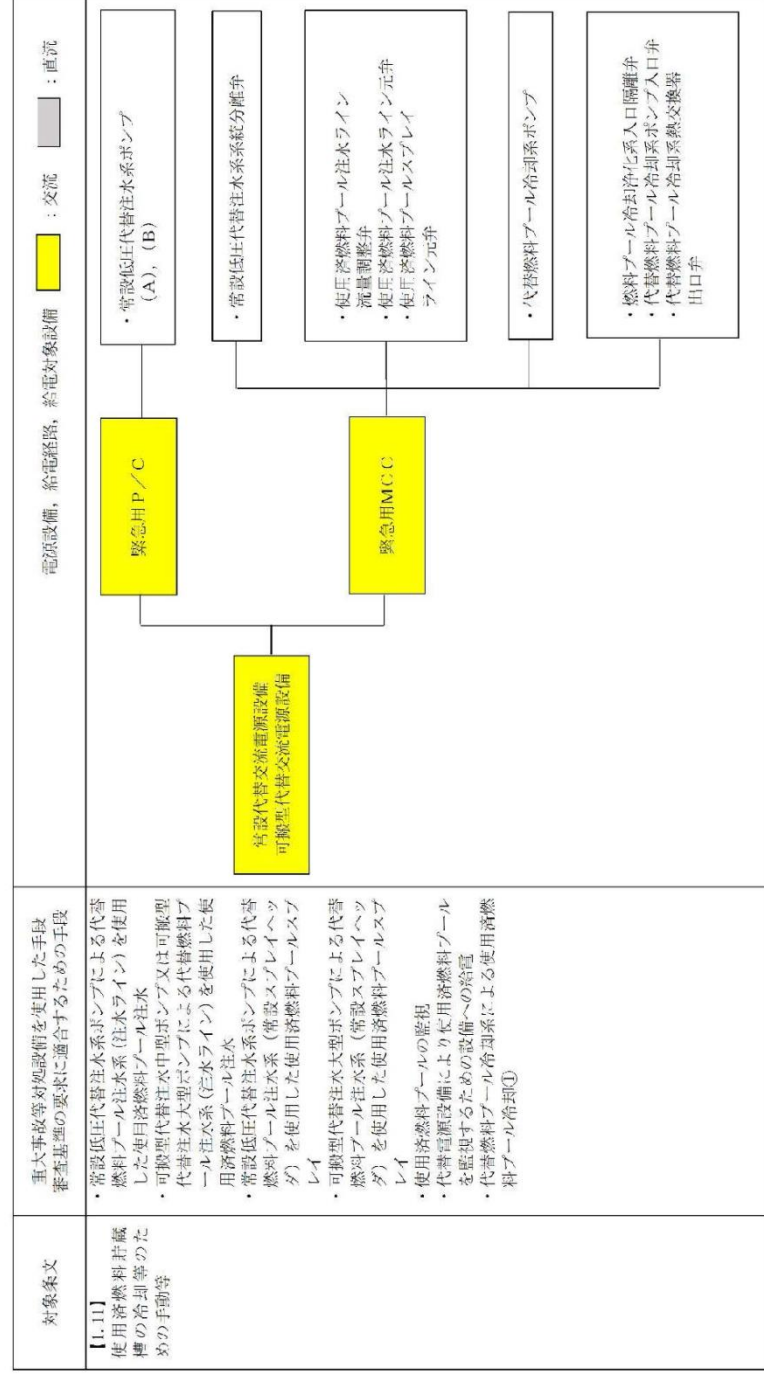 対象条文
【1.11】
使用済燃料貯蔵
槽の冷却等のた
めの手動等
重大事故等対処設備を使用した手段
審査基準の要求に適合するための手段
・常設低圧代替注水系ポンプによる代替
燃料プール注水系（注水ライン）を使用
した使用済燃料プール注水
・可搬型代替注水中型ポンプ又は可搬型
代替注水大型ポンプによる代替燃料プ
ール注水系（注水ライン）を使用した使
用済燃料プール注水
・常設低圧代替注水系ポンプによる代替
燃料プール注水系（常設スプレイヘッ
ダ）を使用した使用済燃料プールスプ
レイ
・可搬型代替注水大型ポンプによる代替
燃料プール注水系（常設スプレイヘッ
ダ）を使用した使用済燃料プールスプ
レイ
・使用済燃料プールの監視
・代替電源設備により使用済燃料プール
を監視するための設備への給電
・代替燃料プール冷却系による使用済燃
料プール冷却①
電源設備，給電経路，給電対象設備
：交流
：直流
常設代替交流電源設備
可搬型代替交流電源設備
緊急用Ｐ／Ｃ
緊急用ＭＣＣ
・常設低圧代替注水系ポンプ
（Ａ），（Ｂ）
・常設低圧代替注水系系統分離弁
・使用済燃料プール注水ライン
流量調整弁
・使用済燃料プール注水ライン元弁
・使用済燃料プールスプレイ
ライン元弁
・代替燃料プール冷却系ポンプ
・燃料プール冷却浄化系入口隔離弁
・代替燃料プール冷却系ポンプ入口弁
・代替燃料プール冷却系熱交換器
出口弁